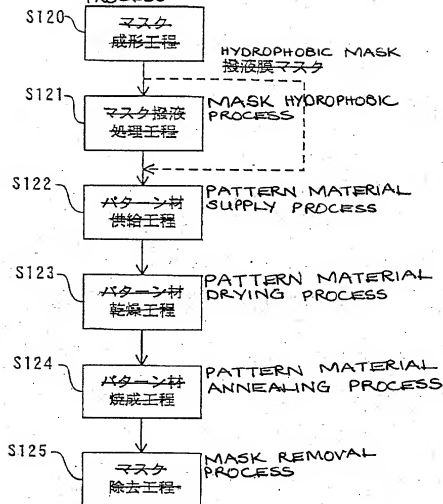 PROCESS
S120
マスク
成形工程
HYDROPHOBIC MASK
撥液膜マスク
S121
マスク撥液
処理工程
MASK HYDROPHOBIC
PROCESS
S122
パターン材
供給工程
PATTERN MATERIAL
SUPPLY PROCESS
S123
パターン材
乾燥工程
PATTERN MATERIAL
DRYING PROCESS
S124
パターン材
焼成工程
PATTERN MATERIAL
ANNEALING PROCESS
S125
マスク
除去工程
MASK REMOVAL
PROCESS